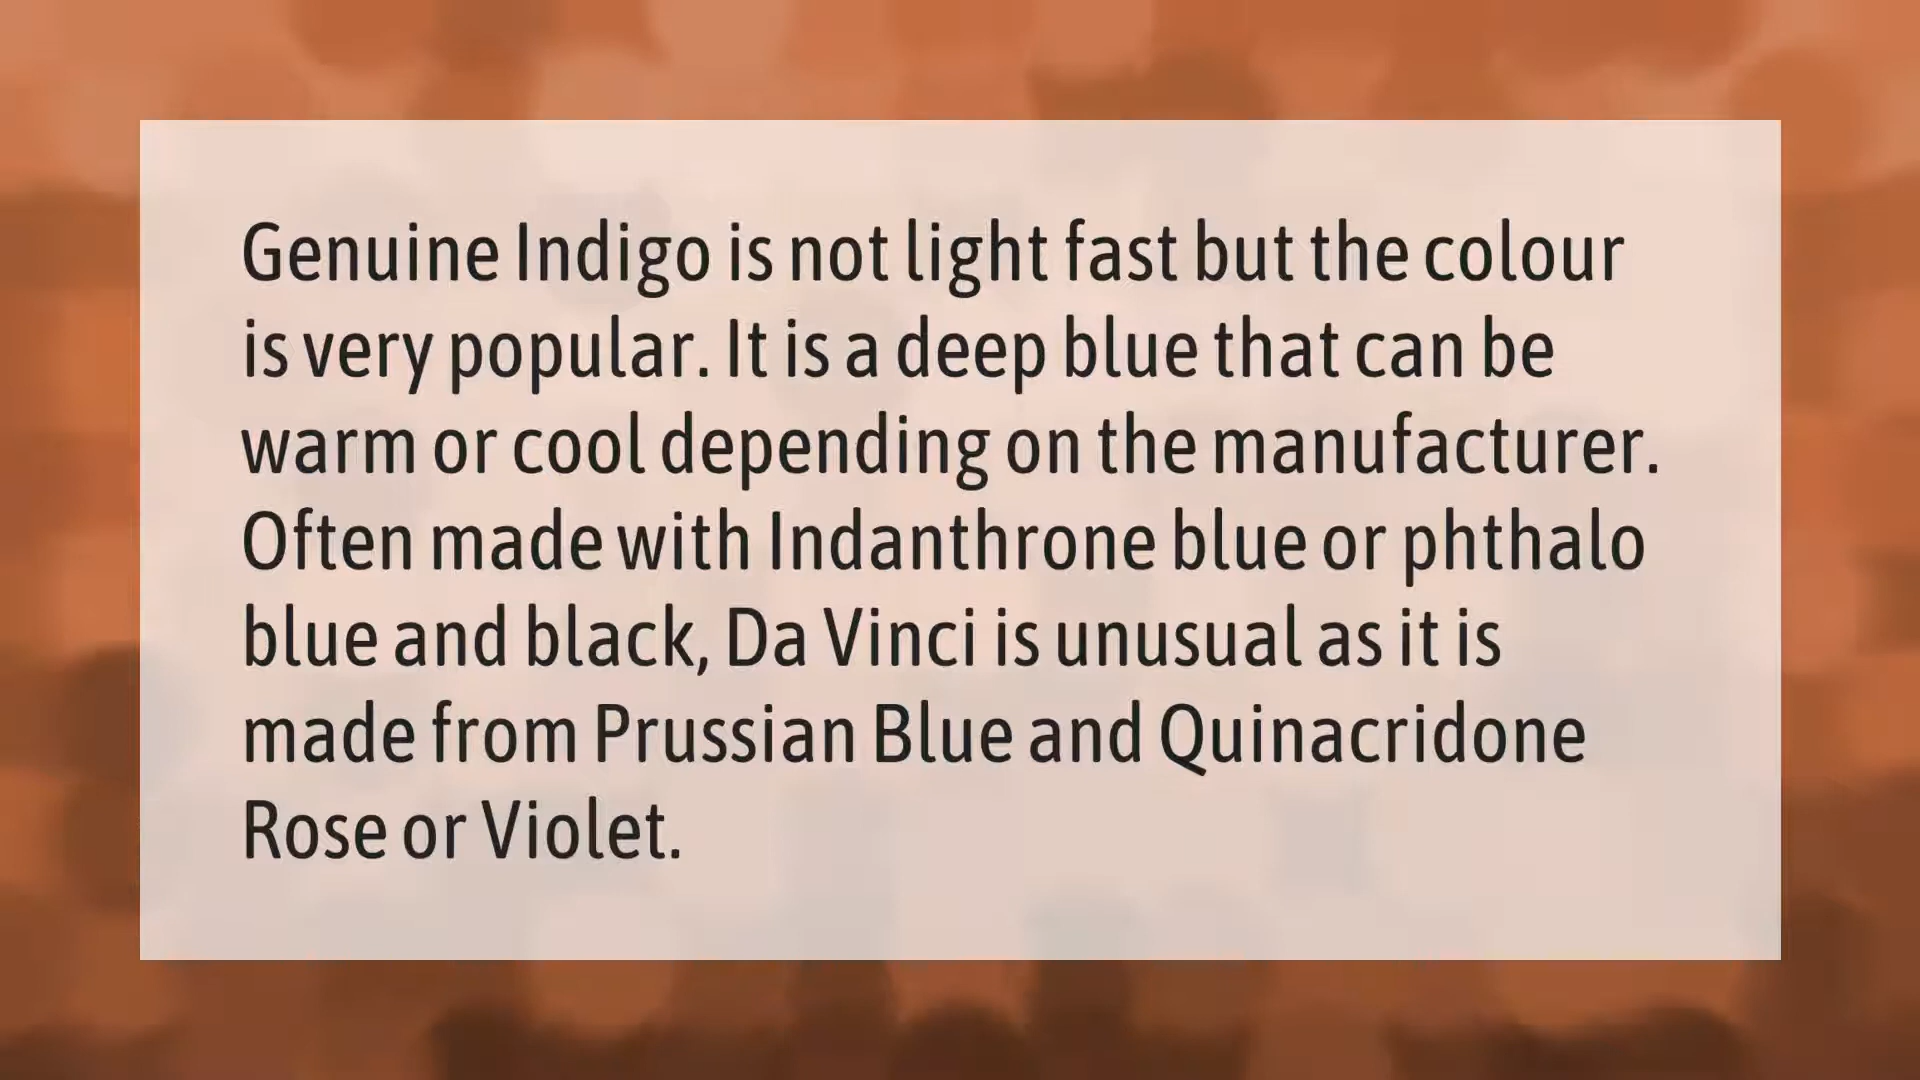 Genuine Indigo is not light fast but the colour
is very popular. It is a deep blue that can be
warm or cool depending on the manufacturer.
Often made with Indanthrone blue or phthalo
blue and black, Da Vinci is unusual as it is
made from Prussian Blue and Quinacridone
Rose or Violet.